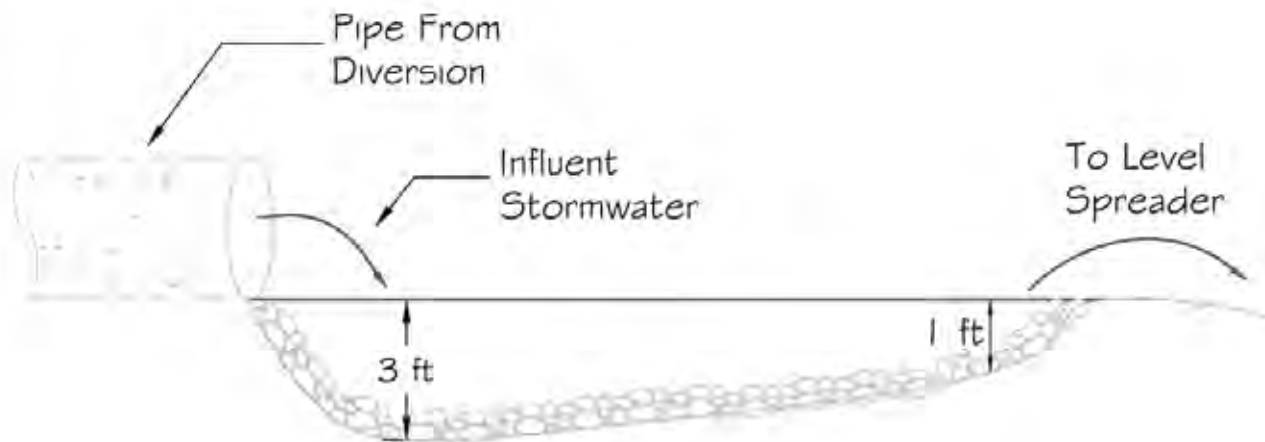 Pipe From
Diversion
Influent
Stormwater
To Level
Spreader
3 ft
1 ft